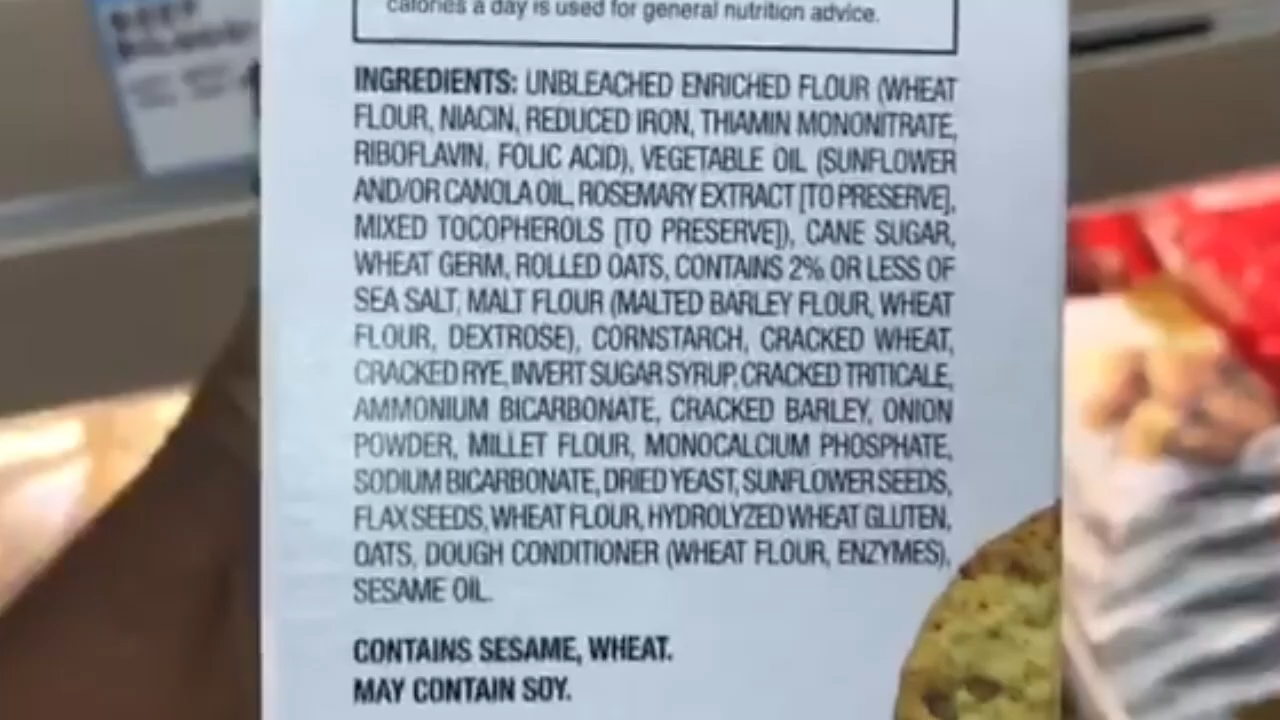 BEEF
calories a day is used for general nutrition advice.
INGREDIENTS: UNBLEACHED ENRICHED FLOUR (WHEAT
FLOUR, NIACIN, REDUCED IRON, THIAMIN MONONITRATE,
RIBOFLAVIN, FOLIC ACID), VEGETABLE OIL (SUNFLOWER
AND/OR CANOLA OIL, ROSEMARY EXTRACT [TO PRESERVE],
MIXED TOCOPHEROLS [TO PRESERVE]), CANE SUGAR,
WHEAT GERM, ROLLED OATS, CONTAINS 2% OR LESS OF
SEA SALT, MALT FLOUR (MALTED BARLEY FLOUR, WHEAT
FLOUR, DEXTROSE), CORNSTARCH, CRACKED WHEAT,
CRACKED RYE, INVERT SUGAR SYRUP, CRACKED TRITICALE,
AMMONIUM BICARBONATE, CRACKED BARLEY, ONION
POWDER, MILLET FLOUR, MONOCALCIUM PHOSPHATE,
SODIUM BICARBONATE, DRIED YEAST, SUNFLOWER SEEDS,
FLAX SEEDS, WHEAT FLOUR, HYDROLYZED WHEAT GLUTEN,
OATS, DOUGH CONDITIONER (WHEAT FLOUR, ENZYMES),
SESAME OIL.
CONTAINS SESAME, WHEAT.
MAY CONTAIN SOY.